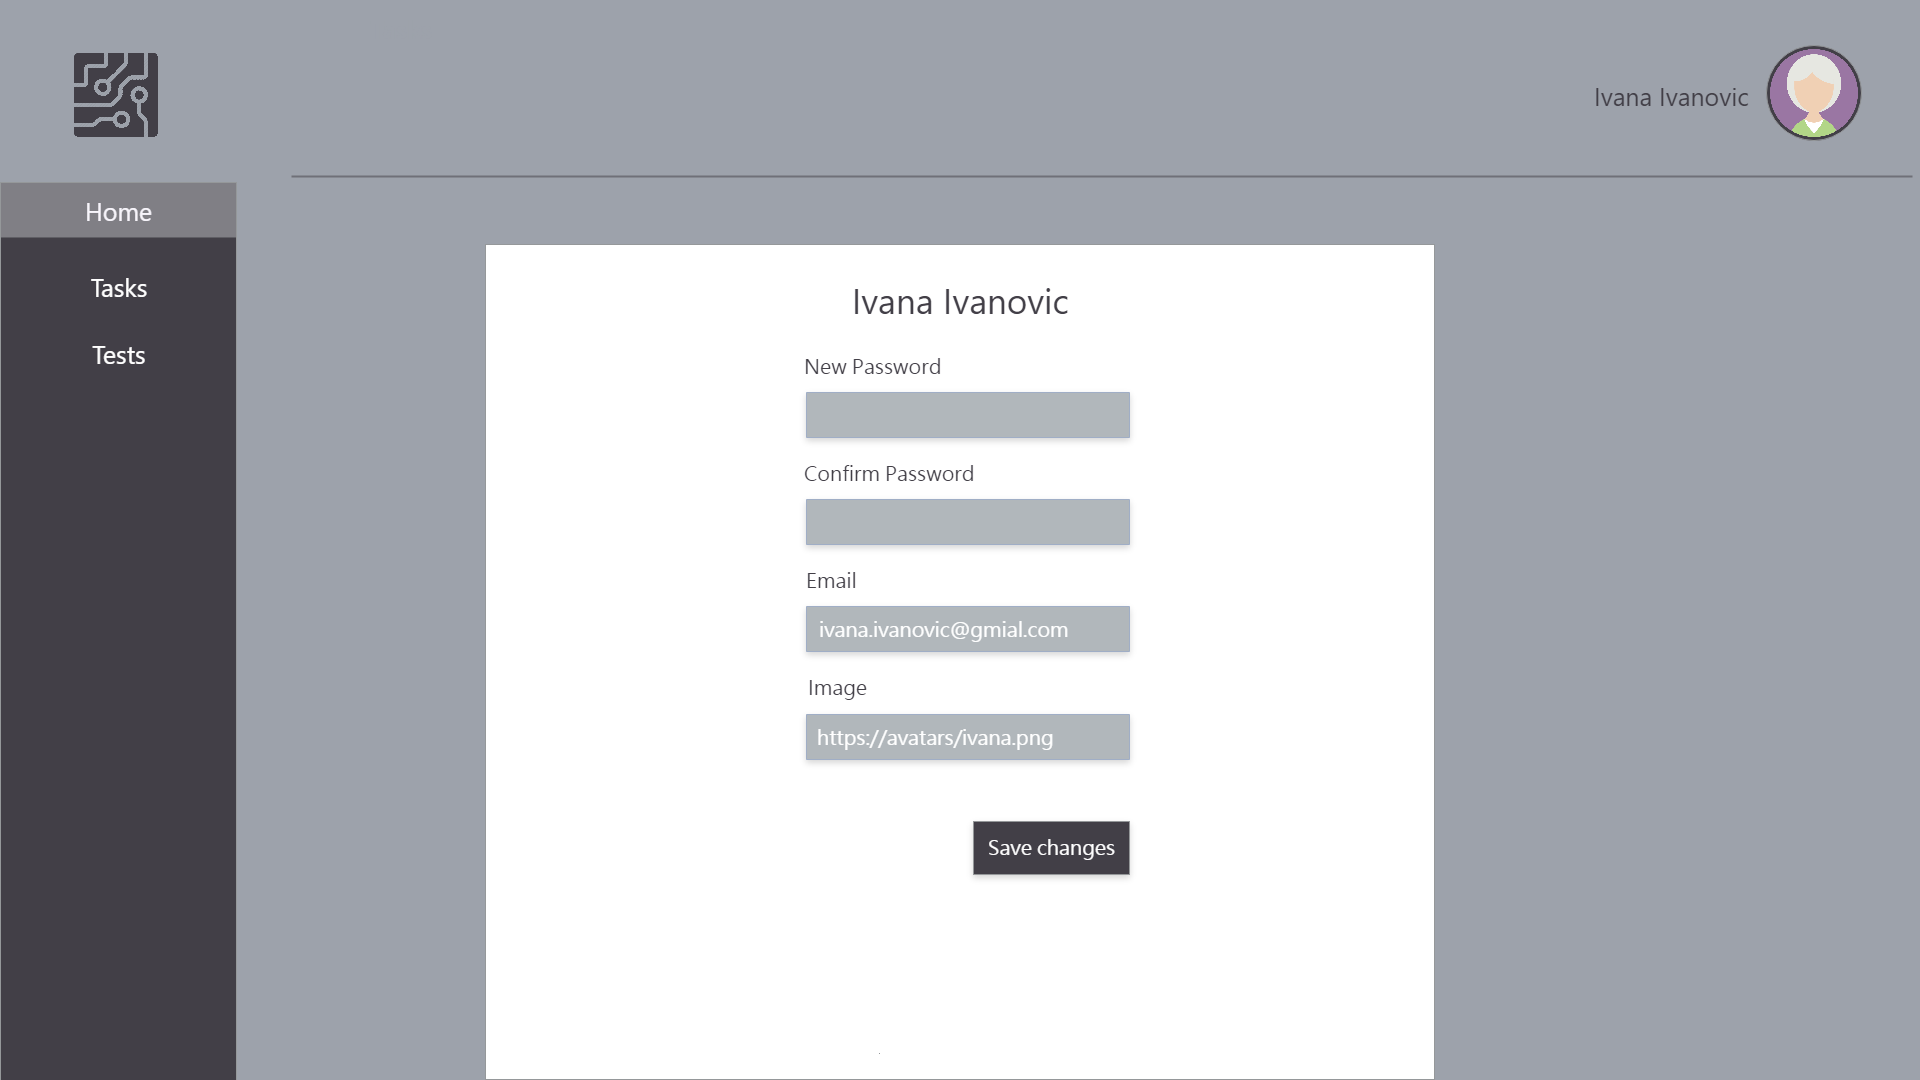 Ivana Ivanovic
Home
Tasks
Tests
Ivana Ivanovic
New Password
Confirm Password
Email
ivana.ivanovic@gmial.com
Image
https://avatars/ivana.png
Save changes